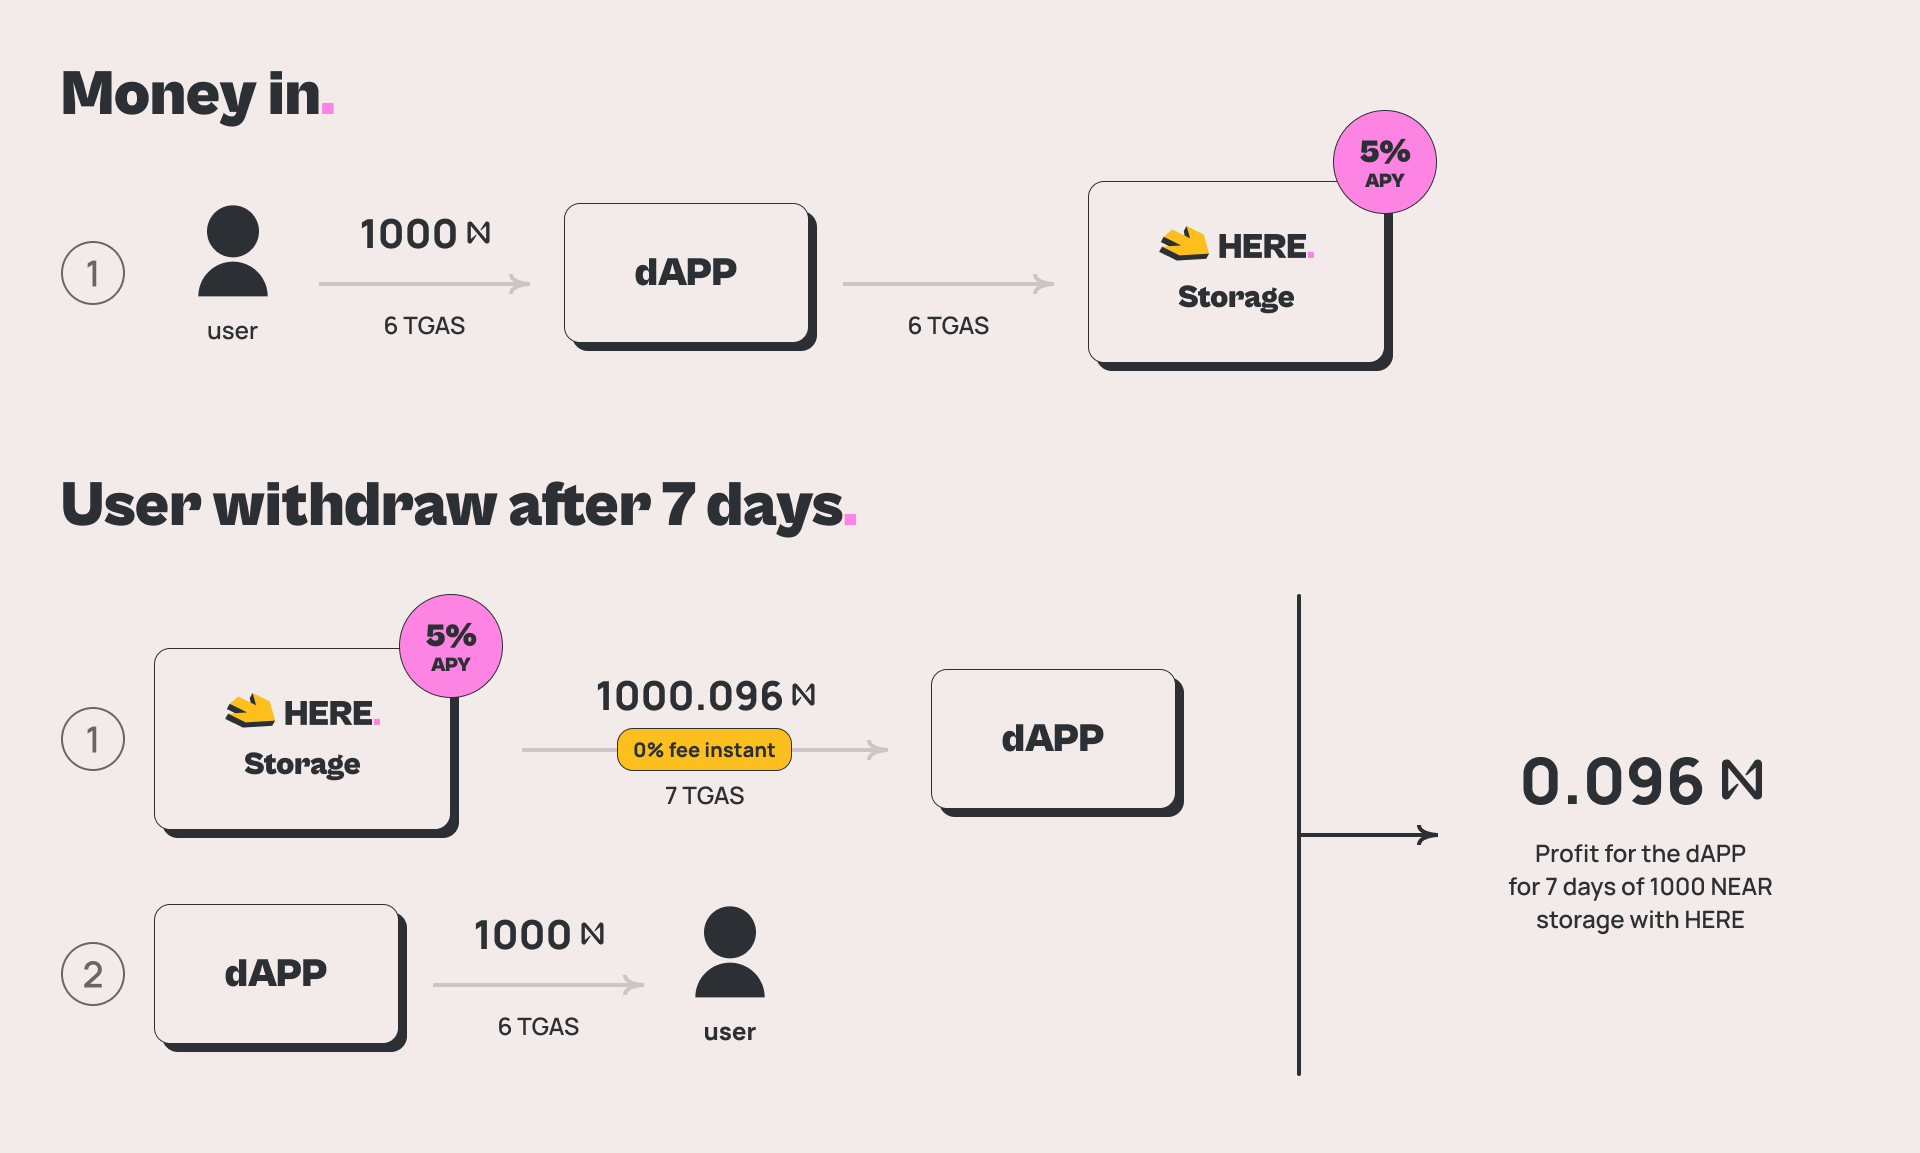 Money in.
1
user
1000
6 TGAS
dAPP
6 TGAS
5%
APY
HERE.
Storage
User withdraw after 7 days.
1
5%
APY
HERE.
Storage
1000.096
0% fee instant
7 TGAS
dAPP
2
dAPP
1000
6 TGAS
user
0.096
Profit for the dAPP
for 7 days of 1000 NEAR
storage with HERE